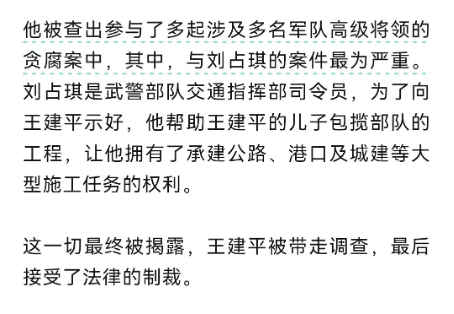 他被查出参与了多起涉及多名军队高级将领的
贪腐案中，其中，与刘占琪的案件最为严重。
刘占琪是武警部队交通指挥部司令员，为了向
王建平示好，他帮助王建平的儿子包揽部队的
工程，让他拥有了承建公路、港口及城建等大
型施工任务的权利。
这一切最终被揭露，王建平被带走调查，最后
接受了法律的制裁。